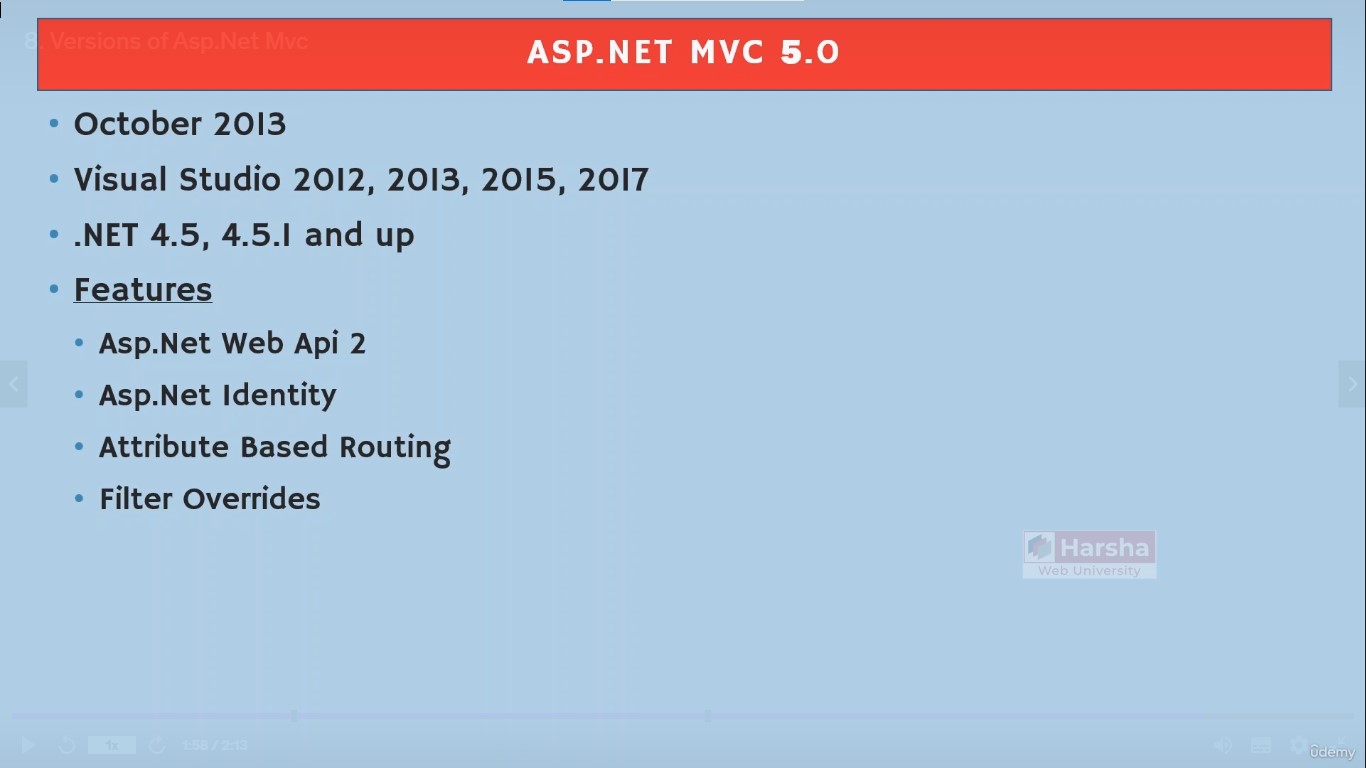 8. Versions of Asp.Net Mvc
ASP.NET MVC 5.0
• October 2013
• Visual Studio 2012, 2013, 2015, 2017
• .NET 4.5, 4.5.1 and up
• Features
• Asp.Net Web Api 2
• Asp.Net Identity
• Attribute Based Routing
• Filter Overrides
Harsha
Web University
1x
1:58 / 2:13
ûdemy